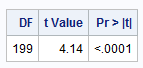 DF t Value Pr > |t|
199 4.14 <.0001